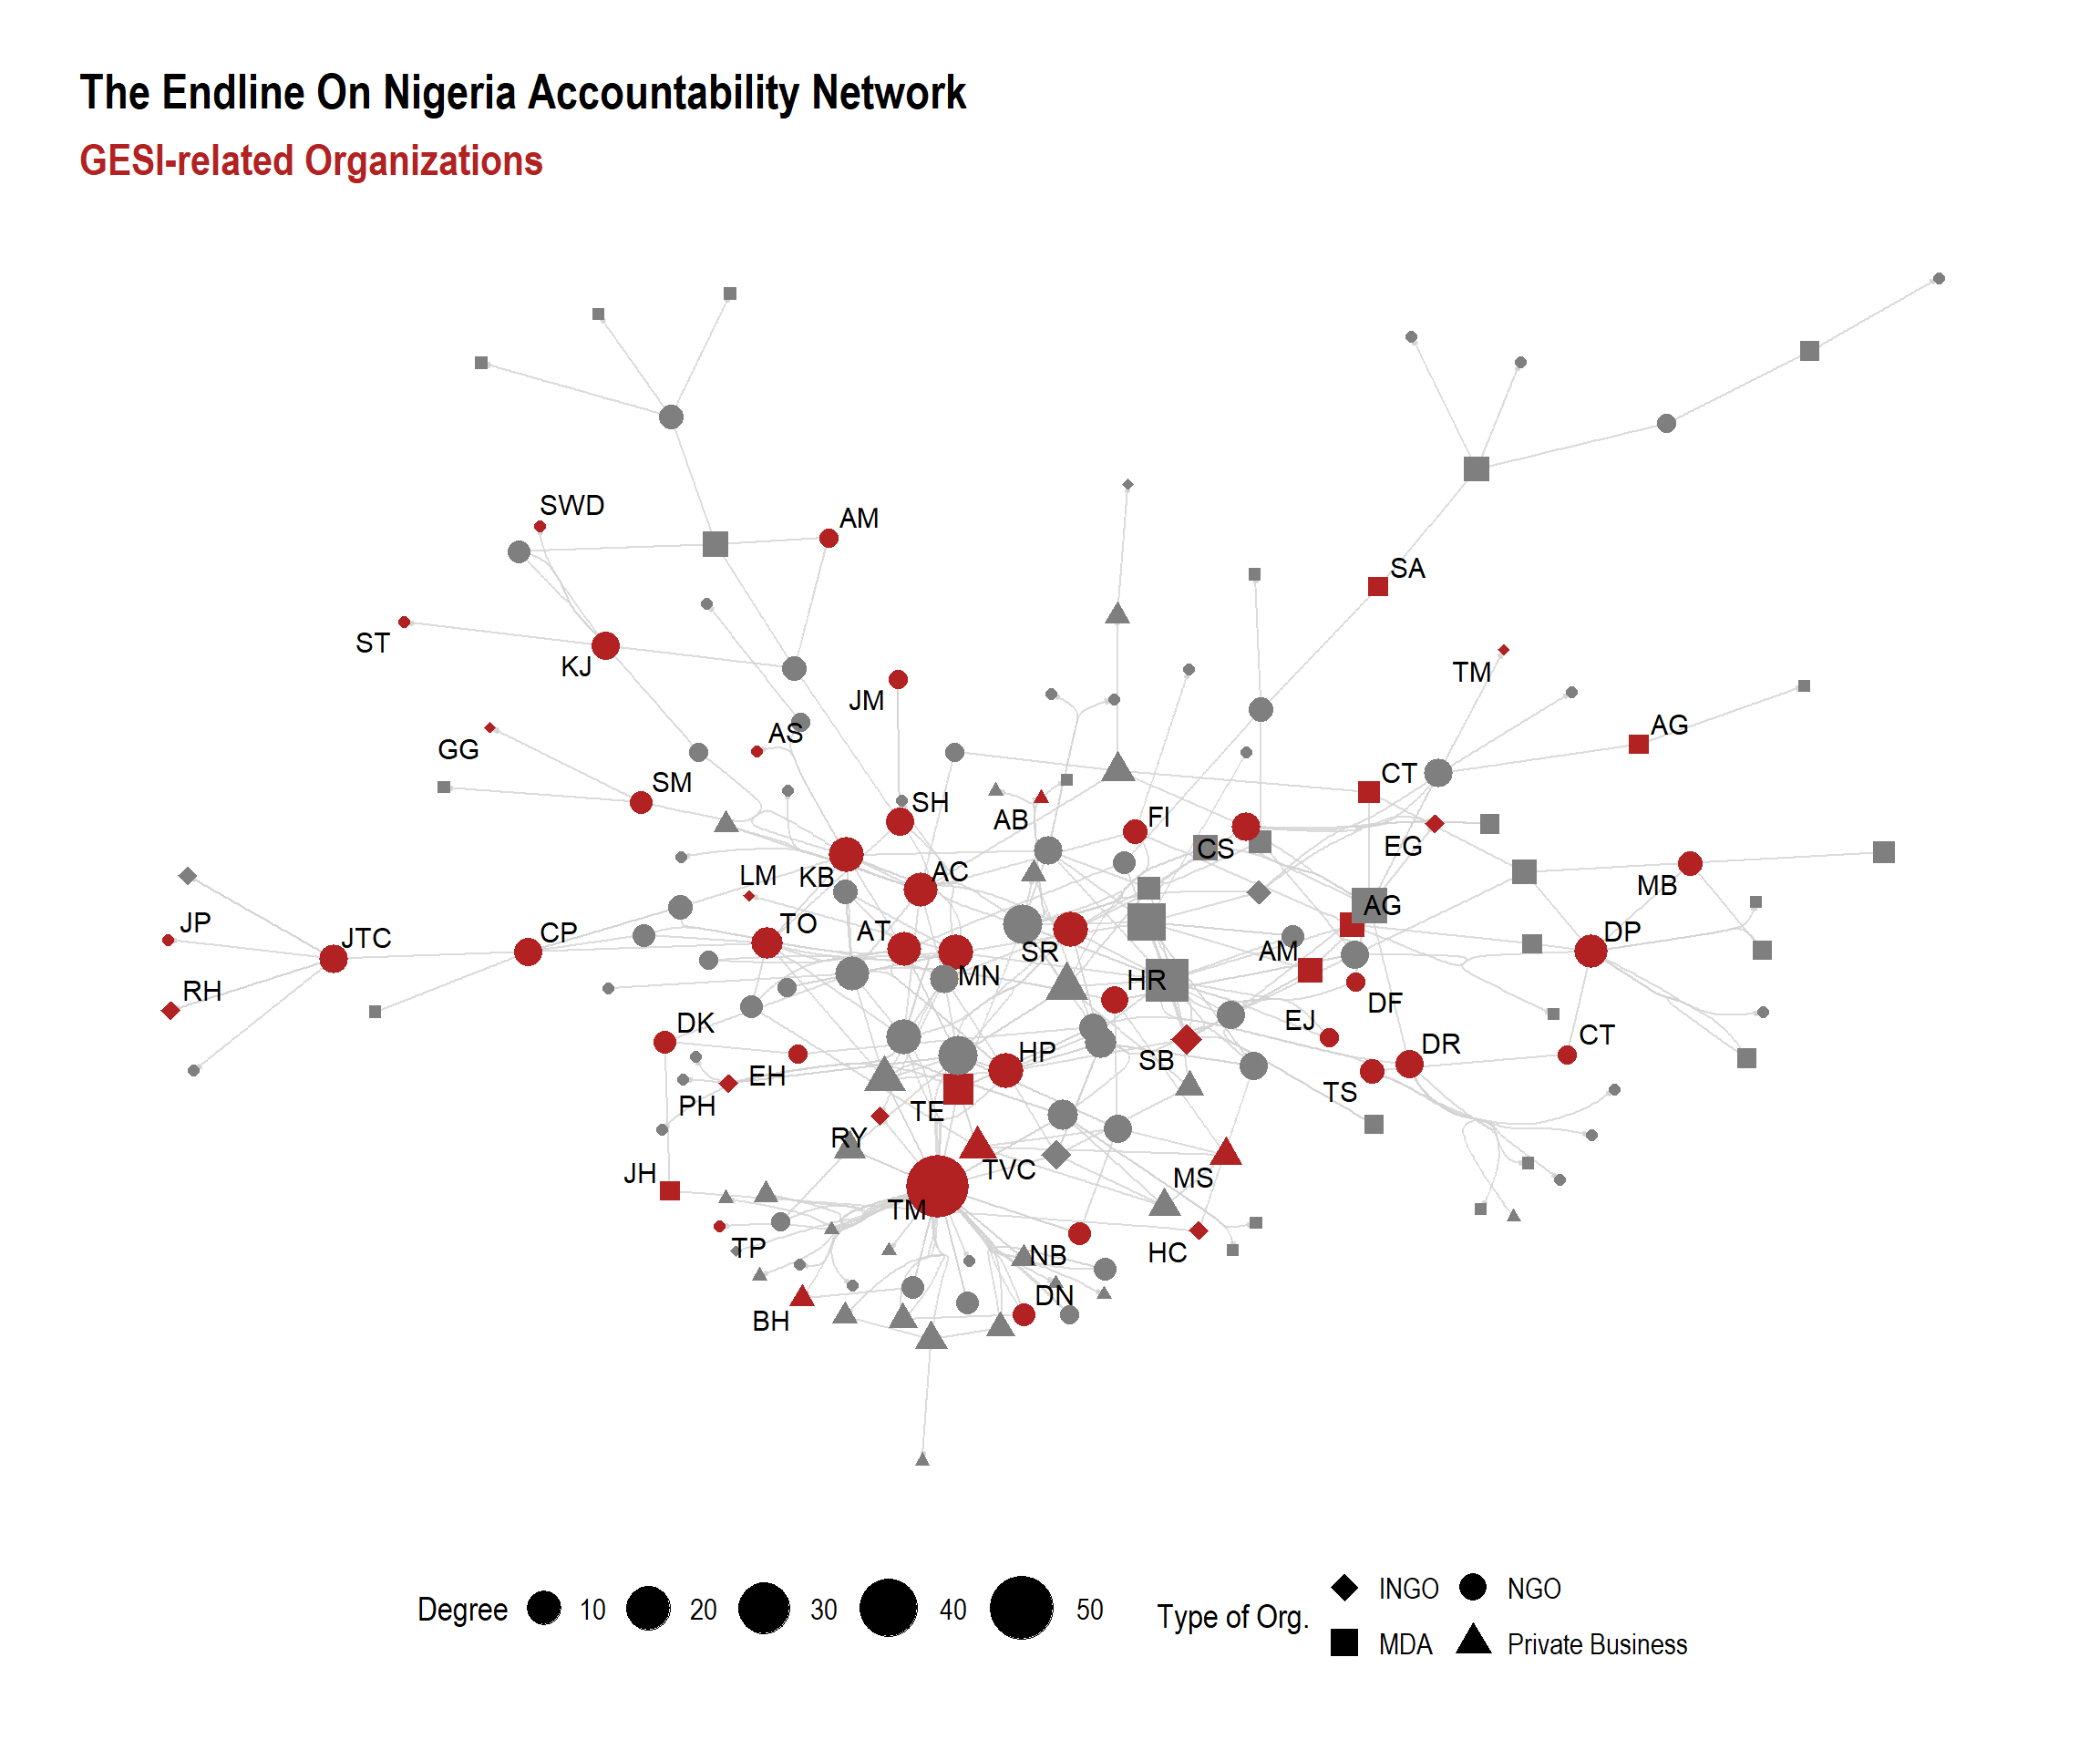 The Endline On Nigeria Accountability Network
GESI-related Organizations
SWD
AM
SA
ST
KJ
TM
JM
AG
AS
GG
SM
CT
SH
AB
FI
EG
CS
LM
KB
AC
MB
JP
JTC
CP
TO
AT
SR
AG
DP
AM
MN
HR
RH
DF
DK
EJ
CT
HP
SB
DR
EH
PH
TE
TS
RY
JH
TVC
MS
TM
TP
NB
HC
DN
BH
Degree 10 20 30 40 50
Type of Org.
INGO NGO
MDA Private Business